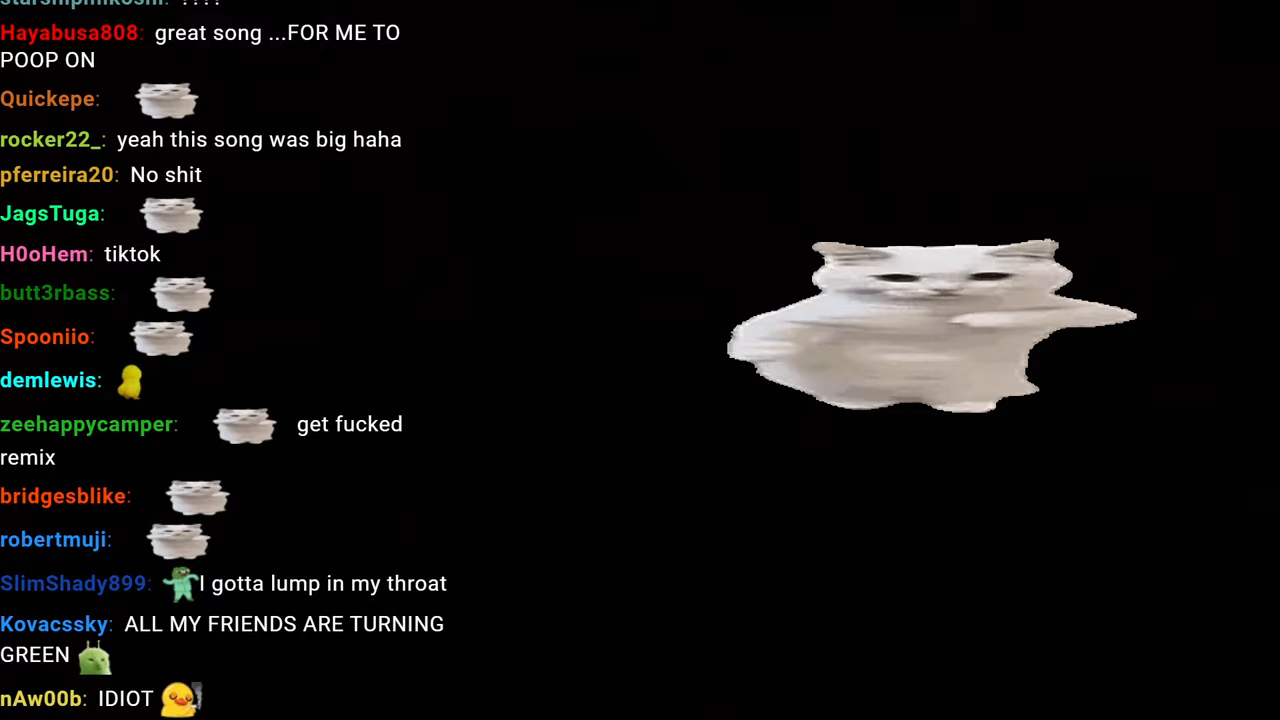 Hayabusa808: great song ...FOR ME TO
POOP ON
Quickepe:
rocker22_: yeah this song was big haha
pferreira20: No shit
JagsTuga:
H0oHem: tiktok
butt3rbass:
Spooniio:
demlewis:
zeehappycamper: get fucked
remix
bridgesblike:
robertmuji:
SlimShady899: I gotta lump in my throat
Kovacssky: ALL MY FRIENDS ARE TURNING
GREEN
nAw00b: IDIOT